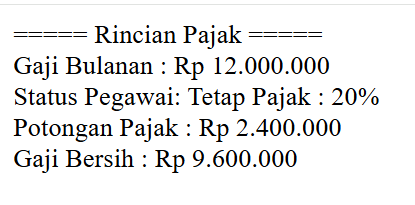 ===== Rincian Pajak =====
Gaji Bulanan : Rp 12.000.000
Status Pegawai: Tetap Pajak : 20%
Potongan Pajak : Rp 2.400.000
Gaji Bersih : Rp 9.600.000